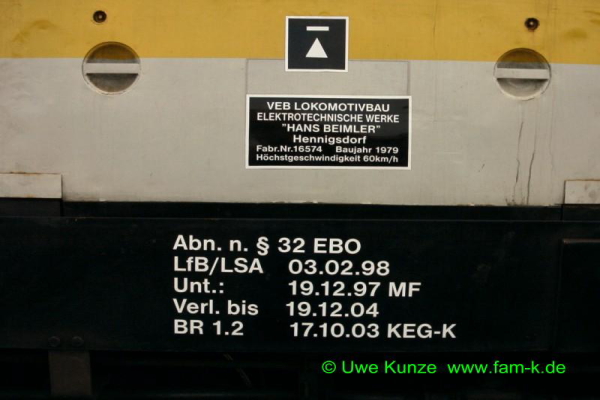 VEB LOKOMOTIVBAU
ELEKTROTECHNISCHE WERKE
"HANS BEIMLER"
Hennigsdorf
Fabr.Nr.16574 Baujahr 1979
Höchstgeschwindigkeit 60km/h
Abn. n. § 32 EBO
LfB/LSA 03.02.98
Unt.: 19.12.97 MF
Verl. bis 19.12.04
BR 1.2 17.10.03 KEG-K
© Uwe Kunze www.fam-k.de